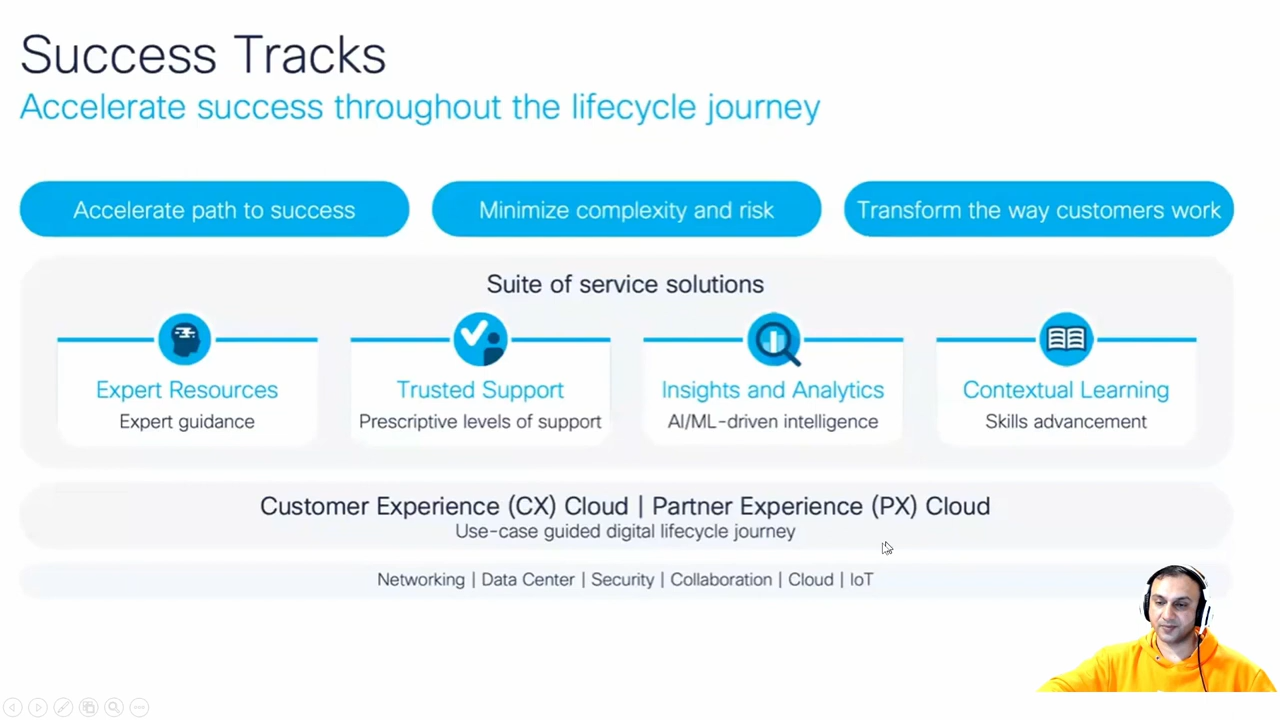 Success Tracks
Accelerate success throughout the lifecycle journey
Accelerate path to success
Minimize complexity and risk
Transform the way customers work
Suite of service solutions
Expert Resources
Expert guidance
Trusted Support
Prescriptive levels of support
Insights and Analytics
AI/ML-driven intelligence
Contextual Learning
Skills advancement
Customer Experience (CX) Cloud | Partner Experience (PX) Cloud
Use-case guided digital lifecycle journey
Networking | Data Center | Security | Collaboration | Cloud | IoT